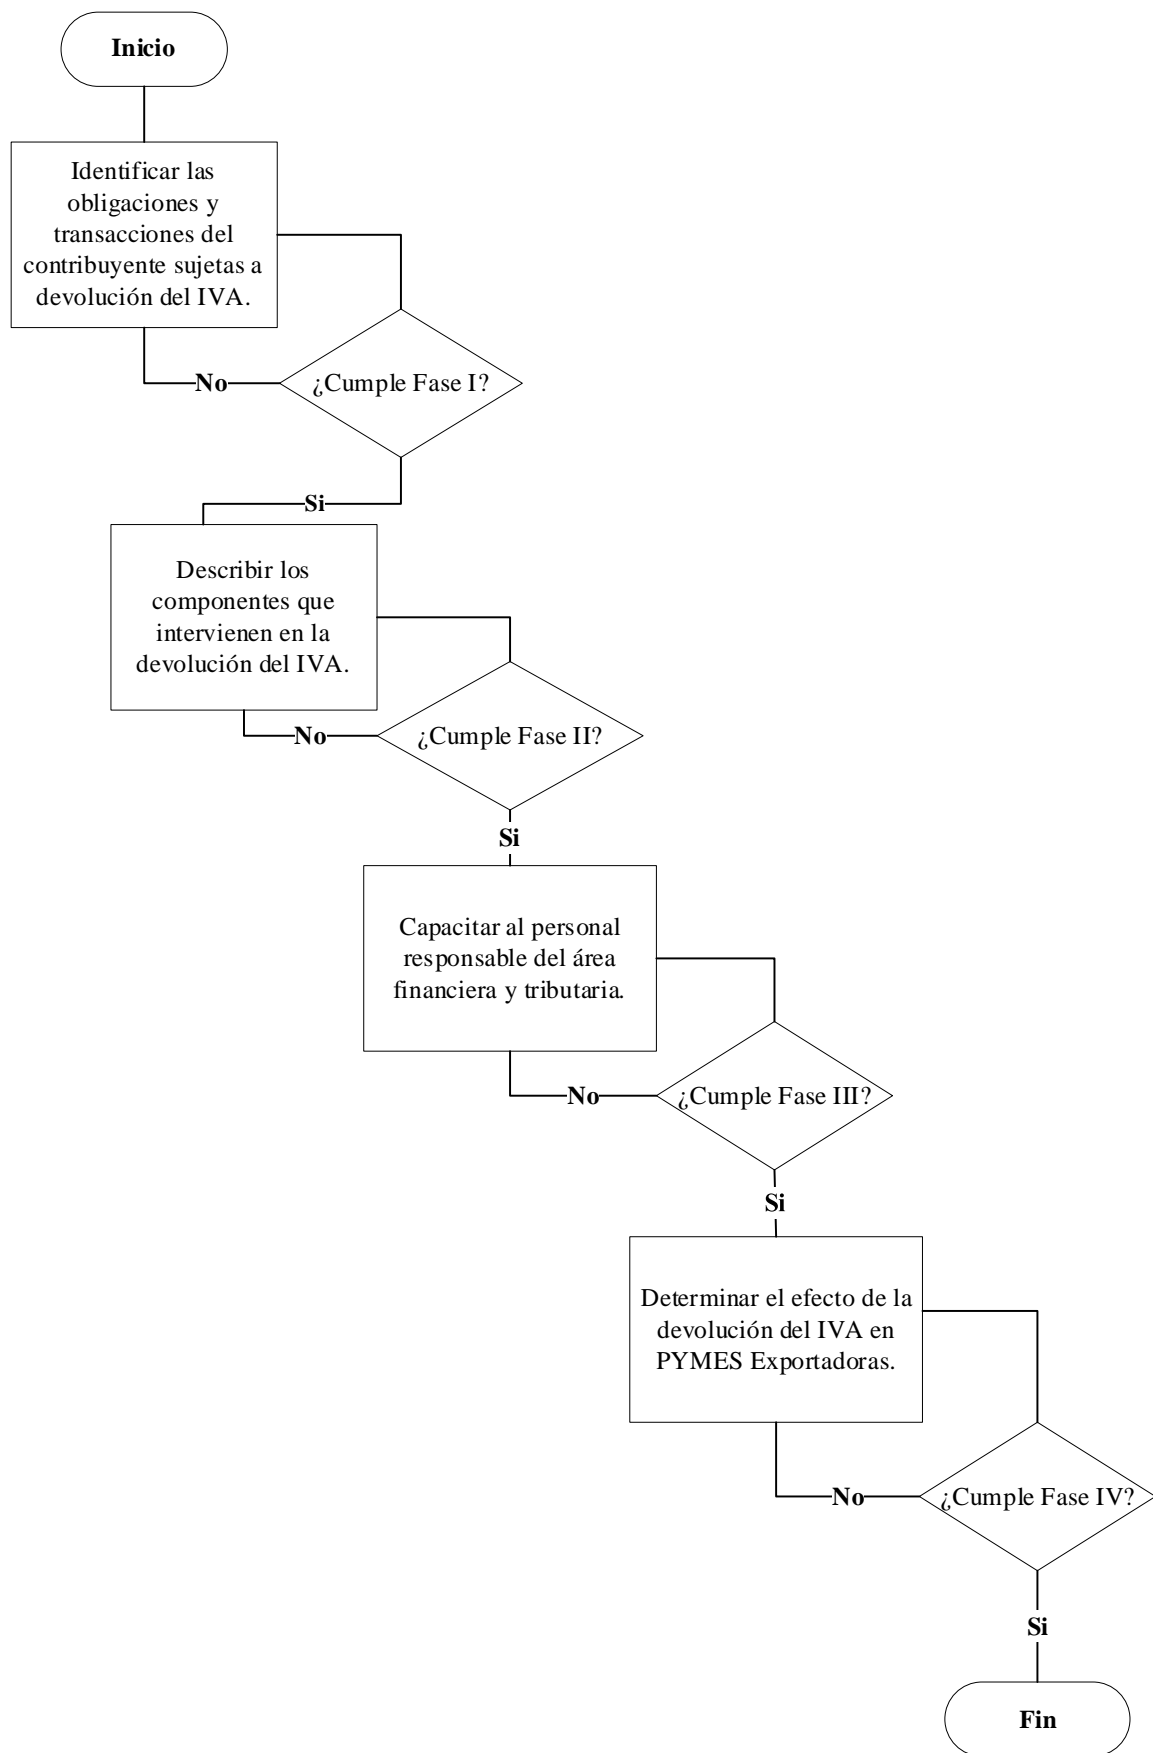 Inicio
Identificar las
obligaciones y
transacciones del
contribuyente sujetas a
devolución del IVA.
No
¿Cumple Fase I?
Si
Describir los
componentes que
intervienen en la
devolución del IVA.
No
¿Cumple Fase II?
Si
Capacitar al personal
responsable del área
financiera y tributaria.
No
¿Cumple Fase III?
Si
Determinar el efecto de la
devolución del IVA en
PYMES Exportadoras.
No
¿Cumple Fase IV?
Si
Fin